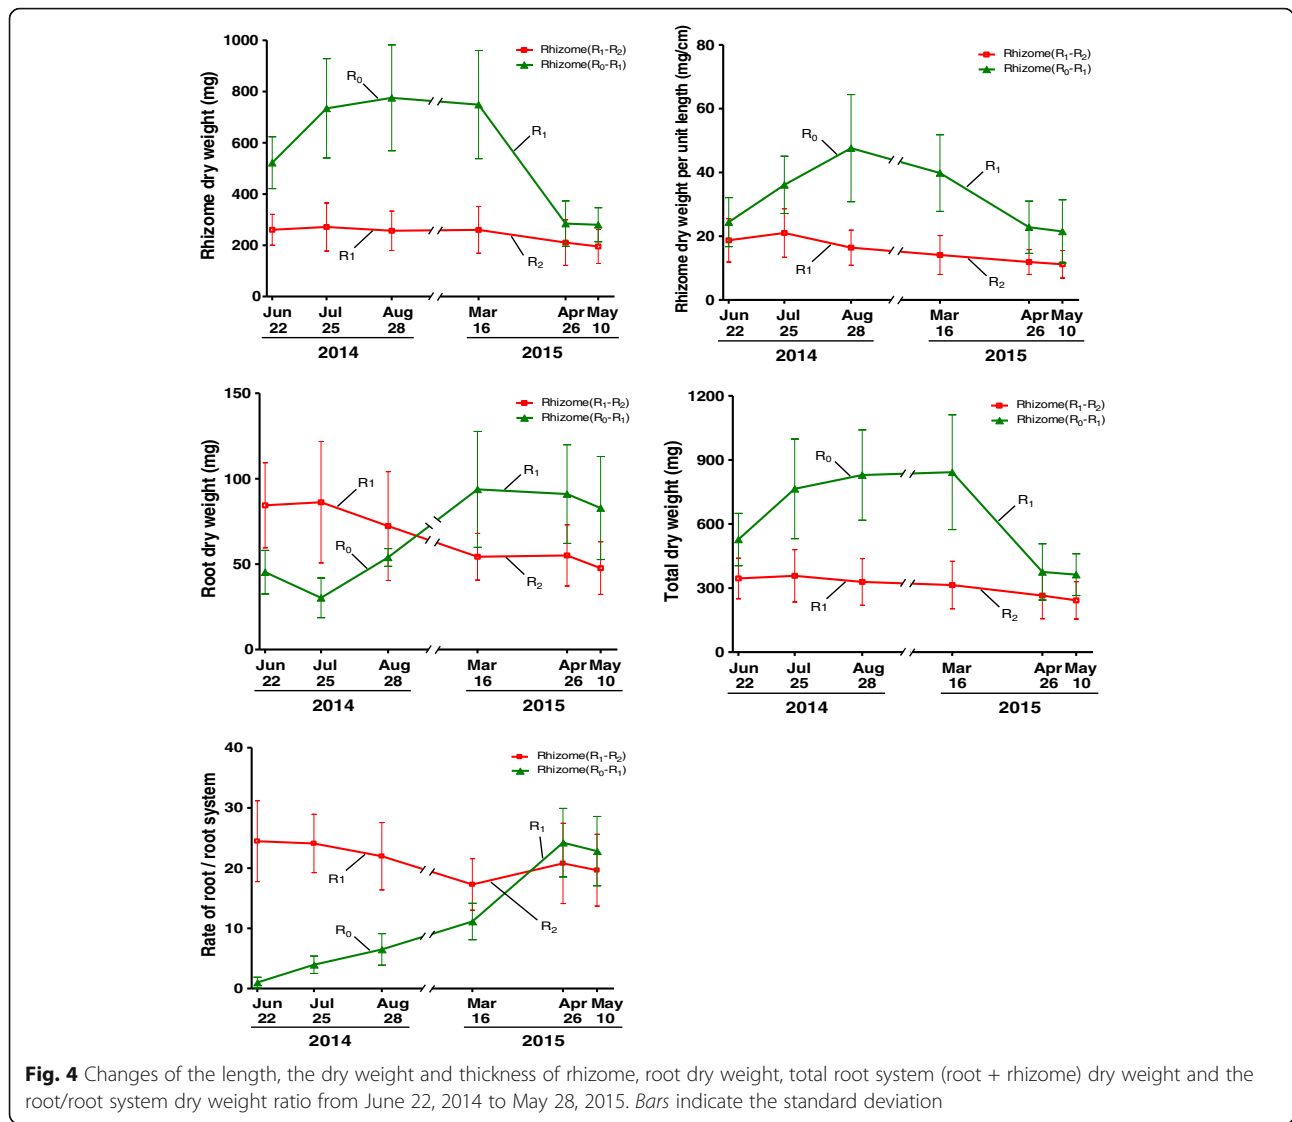 Rhizome dry weight (mg)
1000
800
600
400
200
0
Rhizome(R1-R2)
Rhizome(R0-R1)
R0
R1
R1
R2
Jun Jul Aug Mar Apr May
22 25 28 16 26 10
2014 2015
Rhizome dry weight per unit length (mg/cm)
80
60
40
20
0
Rhizome(R1-R2)
Rhizome(R0-R1)
R0
R1
R1
R2
Jun Jul Aug Mar Apr May
22 25 28 16 26 10
2014 2015
Root dry weight (mg)
150
100
50
0
Rhizome(R1-R2)
Rhizome(R0-R1)
R1
R1
R0
R2
Jun Jul Aug Mar Apr May
22 25 28 16 26 10
2014 2015
Total dry weight (mg)
1200
900
600
300
0
Rhizome(R1-R2)
Rhizome(R0-R1)
R0
R1
R1
R2
Jun Jul Aug Mar Apr May
22 25 28 16 26 10
2014 2015
Rate of root / root system
40
30
20
10
0
Rhizome(R1-R2)
Rhizome(R0-R1)
R1
R1
R0
R2
Jun Jul Aug Mar Apr May
22 25 28 16 26 10
2014 2015
Fig. 4 Changes of the length, the dry weight and thickness of rhizome, root dry weight, total root system (root + rhizome) dry weight and the
root/root system dry weight ratio from June 22, 2014 to May 28, 2015. Bars indicate the standard deviation